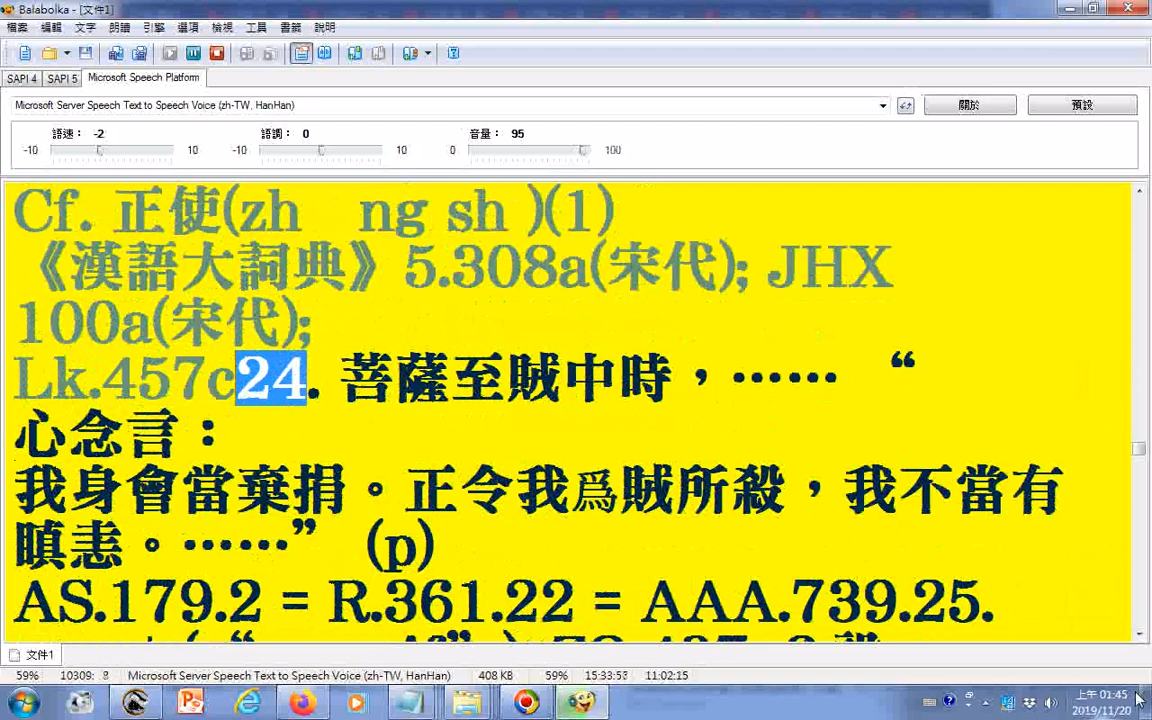 Balabolka - [文件1]
檔案 編輯 文字 朗讀 引擎 選項 檢視 工具 書籤 說明
SAPI 4 SAPI 5 Microsoft Speech Platform
Microsoft Server Speech Text to Speech Voice (zh-TW, HanHan) 關於 預設
語速： -2 語調： 0 音量： 95
-10 10 -10 10 0 100
Cf. 正使(zh ng sh )(1)
《漢語大詞典》5.308a(宋代); JHX
100a(宋代);
Lk.457c24. 菩薩至賊中時，…… “
心念言：
我身會當棄捐。正令我爲賊所殺，我不當有
瞋恚。……” (p)
AS.179.2 = R.361.22 = AAA.739.25.
文件1
59% 10309: 8 Microsoft Server Speech Text to Speech Voice (zh-TW, HanHan) 408 KB 59% 15:33:53 11:02:15
上午 01:45
2019/11/20